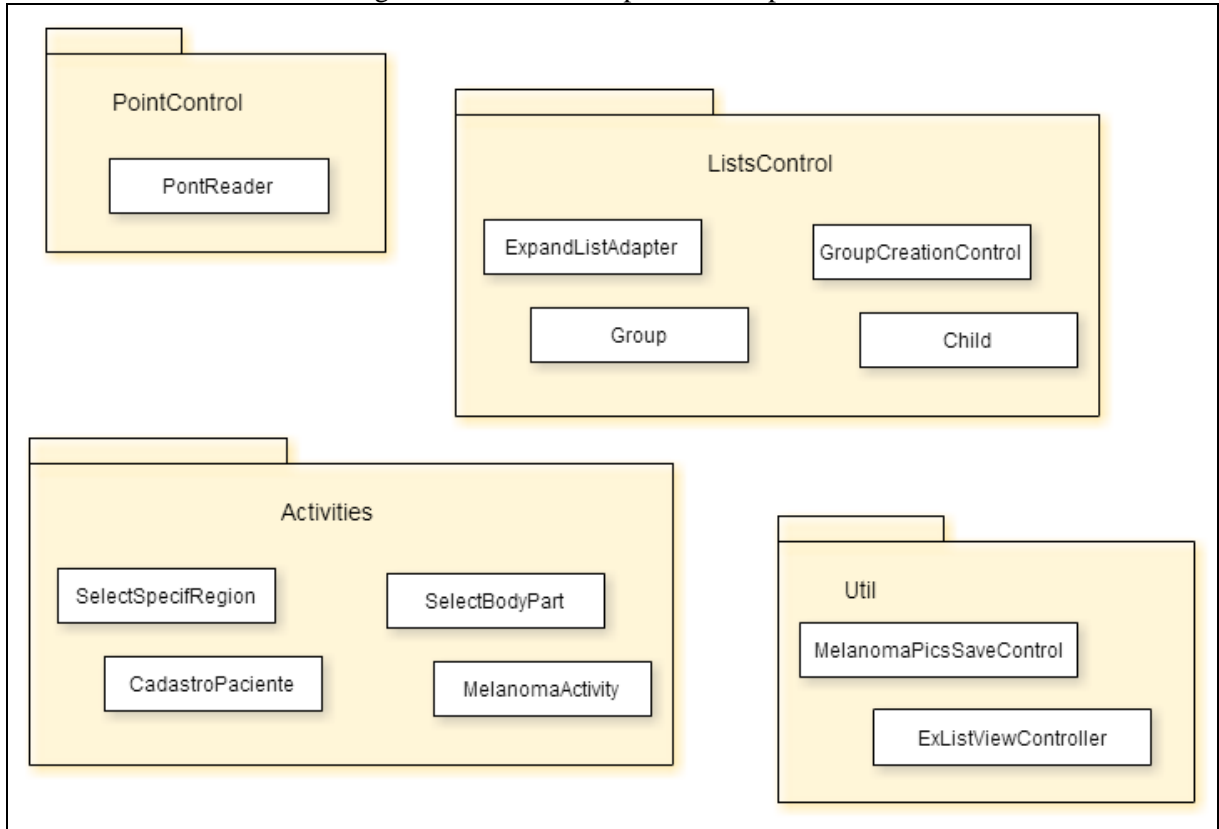 PointControl
PontReader
ListsControl
ExpandListAdapter
GroupCreationControl
Group
Child
Activities
SelectSpecifRegion
SelectBodyPart
CadastroPaciente
MelanomaActivity
Util
MelanomaPicsSaveControl
ExListViewController